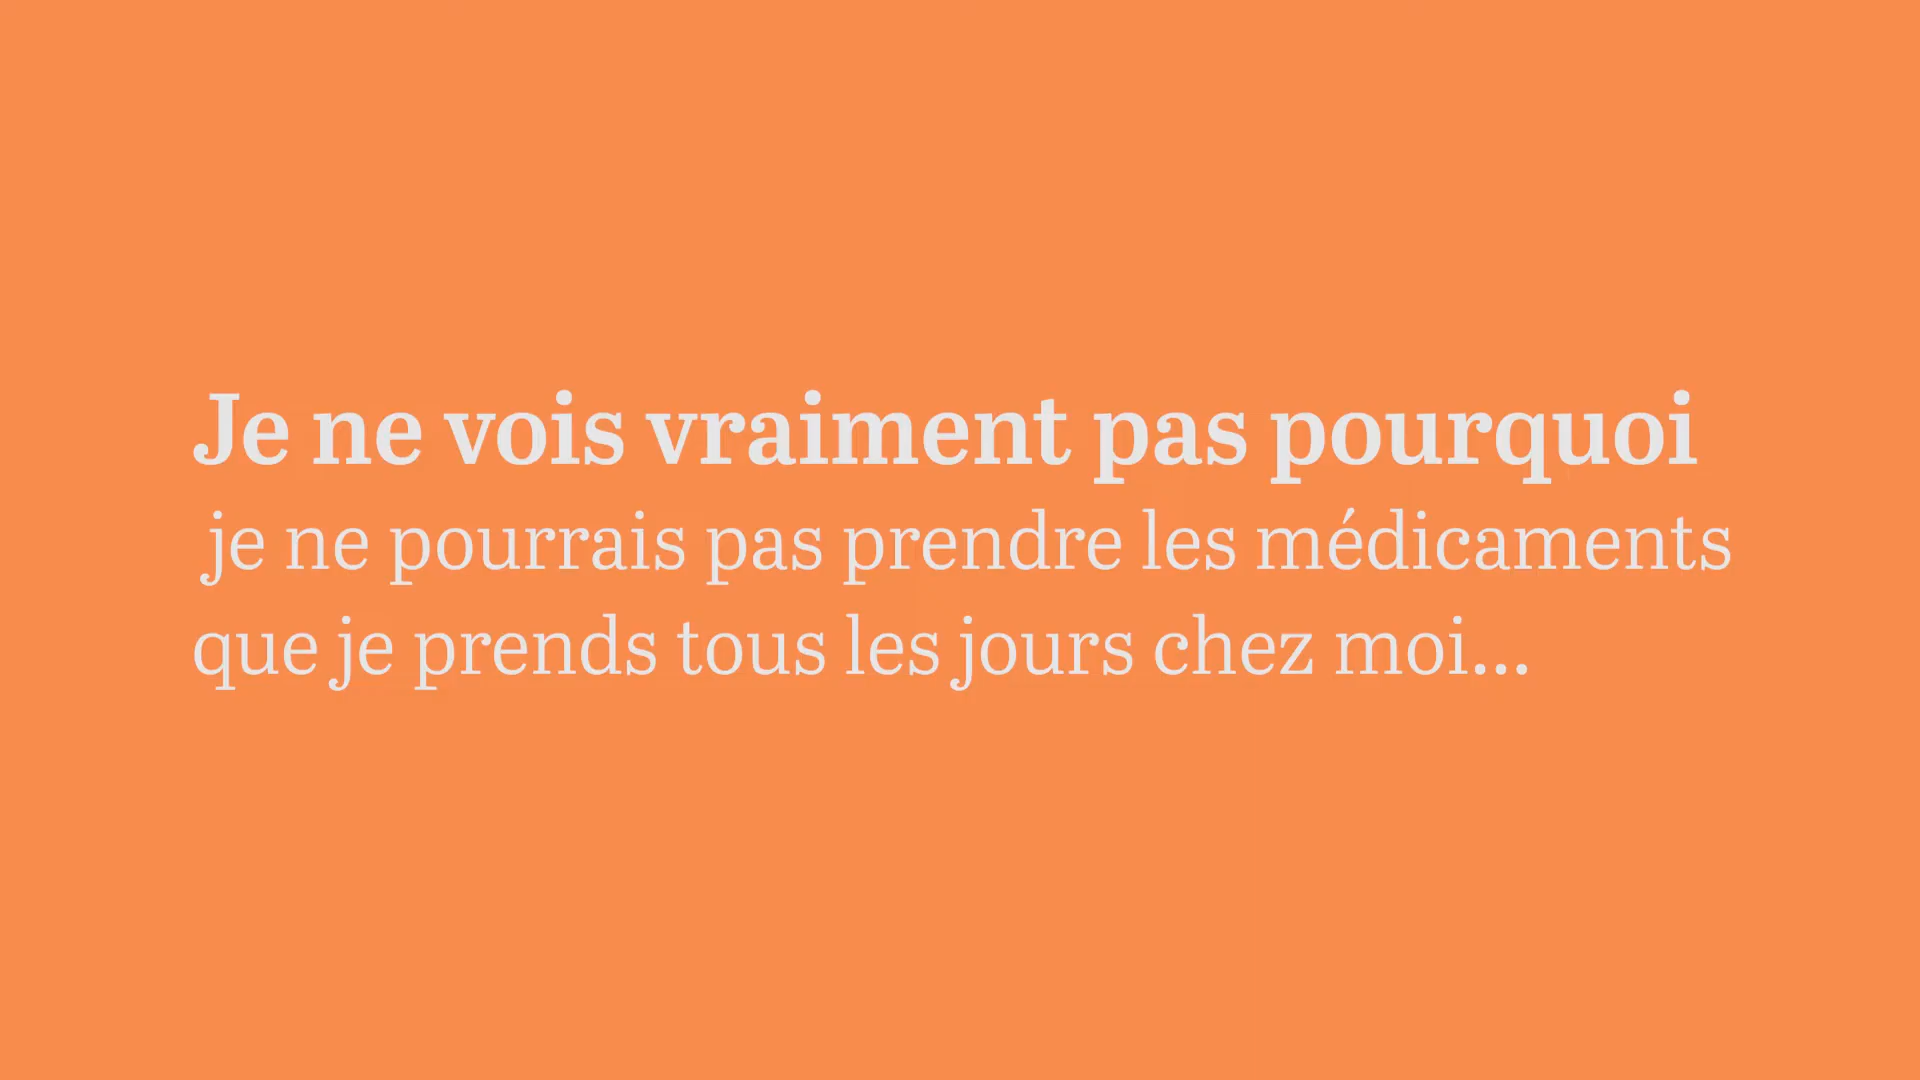 Je ne vois vraiment pas pourquoi
je ne pourrais pas prendre les médicaments
que je prends tous les jours chez moi...